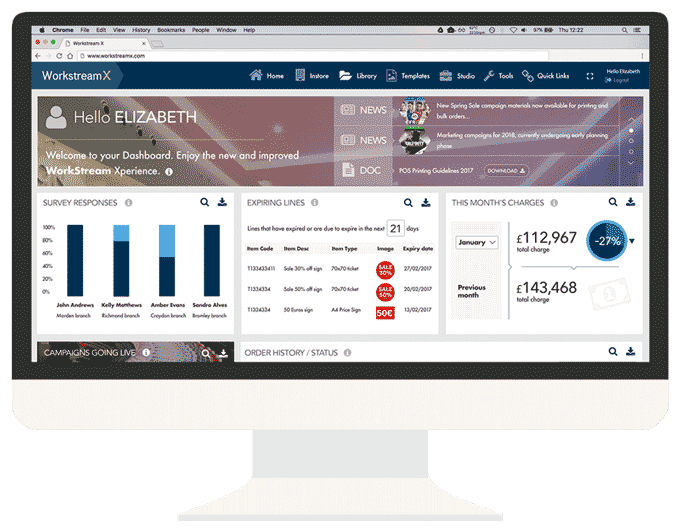 Chrome File Edit View History Bookmarks People Window Help
97% Thu 12:22
WorkstreamX
www.workstreamx.com
WorkstreamX
Home
Instore
Library
Templates
Studio
Tools
Quick Links
Hello Elizabeth
Logout
Hello ELIZABETH
Welcome to your Dashboard. Enjoy the new and improved
WorkStream Xperience.
NEWS
New Spring Sale campaign materials now available for printing and
bulk orders...
NEWS
Marketing campaigns for 2018, currently undergoing early planning
phase
DOC
POS Printing Guidelines 2017
DOWNLOAD
SURVEY RESPONSES
100%
80%
60%
40%
20%
0%
John Andrews
Morden branch
Kelly Matthews
Richmond branch
Amber Evans
Croydon branch
Sandra Alves
Bromley branch
EXPIRING LINES
Lines that have expired or are due to expire in the next 21 days
Item Code Item Desc Item Type Image Expiry date
T1333433411 Sale 30% off sign 70x70 ticket SALE 30% 27/02/2017
T1334334 Sale 50% off sign 70x70 ticket SALE 50% 20/02/2017
T1334334 50 Euros sign A4 Price Sign 50€ 13/02/2017
THIS MONTH'S CHARGES
January
£112,967
total charge
-27%
Previous
month
£143,468
total charge
CAMPAIGNS GOING LIVE
ORDER HISTORY / STATUS